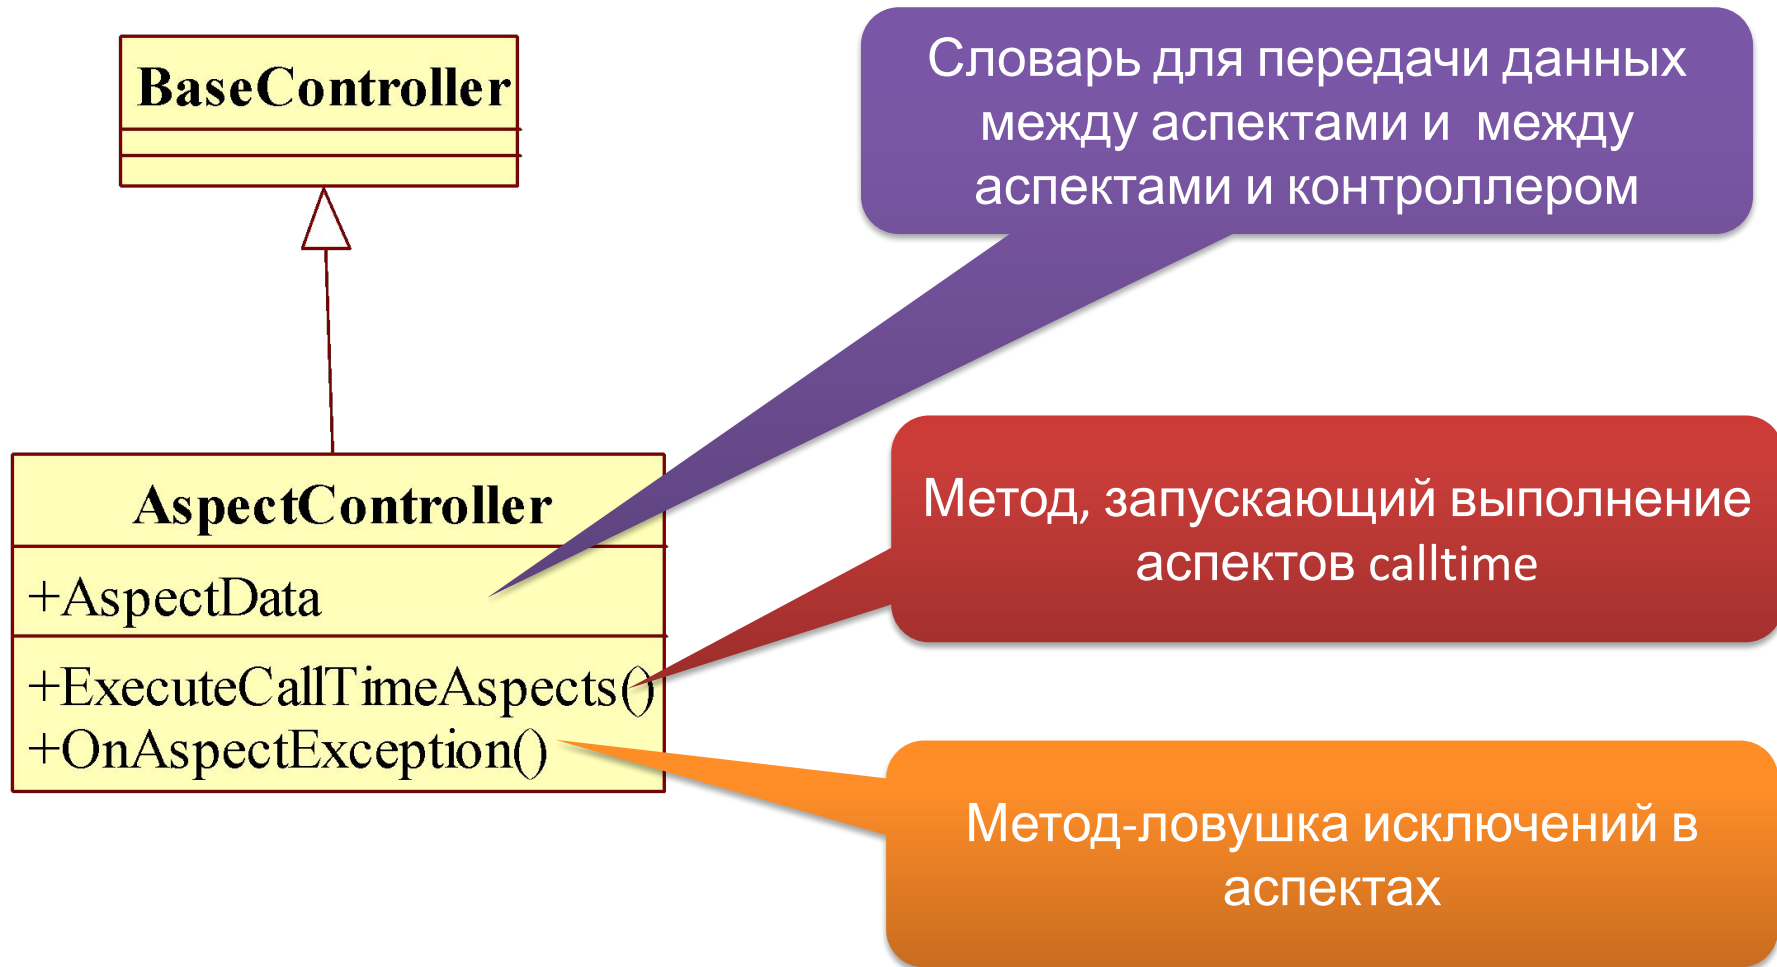 BaseController
Словарь для передачи данных
между аспектами и между
аспектами и контроллером
AspectController
+AspectData
+ExecuteCallTimeAspects()
+OnAspectException()
Метод, запускающий выполнение
аспектов calltime
Метод-ловушка исключений в
аспектах